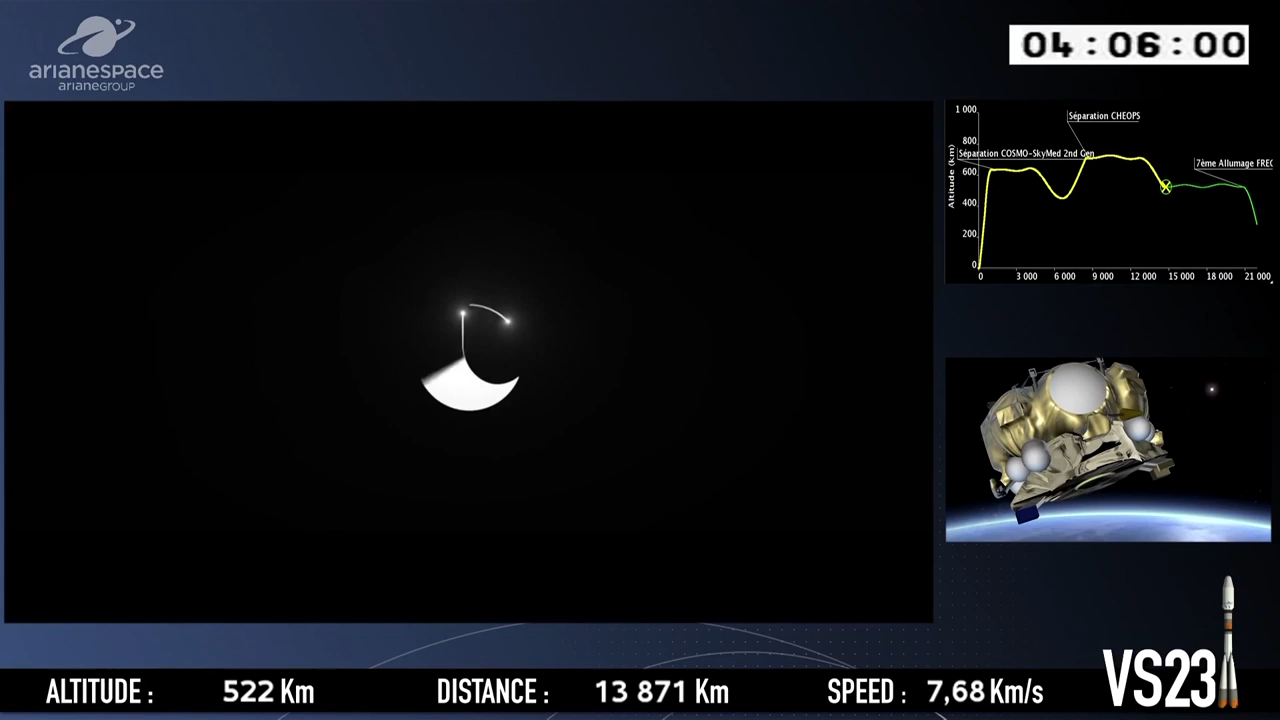 arianespace
arianeGROUP
04:06:00
1 000
Séparation CHEOPS
800
Séparation COSMO-SkyMed 2nd Gen
7ème Allumage FREG
600
Altitude (km)
400
200
0
0 3 000 6 000 9 000 12 000 15 000 18 000 21 000
VS23
ALTITUDE : 522 Km DISTANCE : 13 871 Km SPEED : 7,68 Km/s